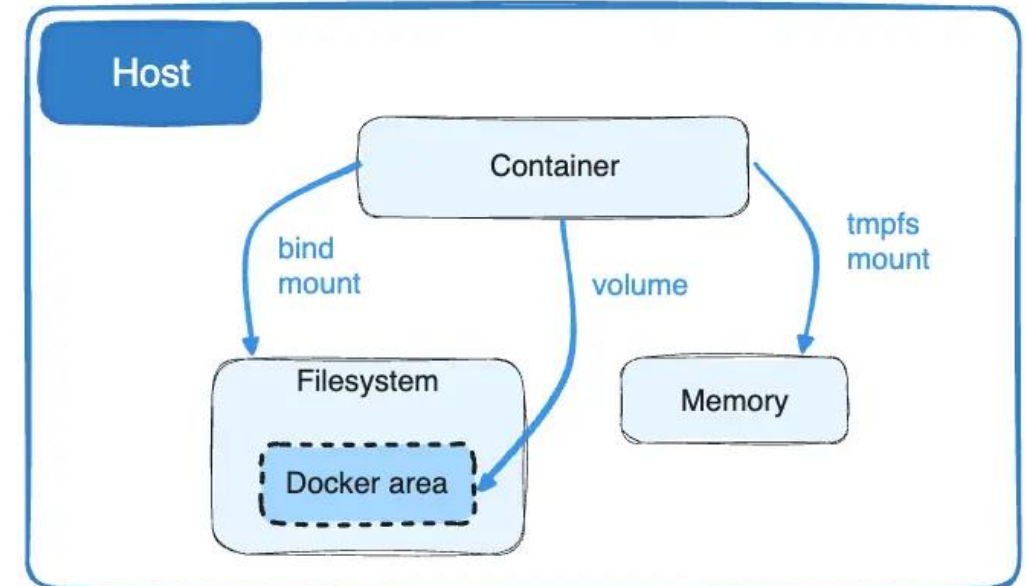 Host
Container
bind
mount
volume
tmpfs
mount
Filesystem
Docker area
Memory